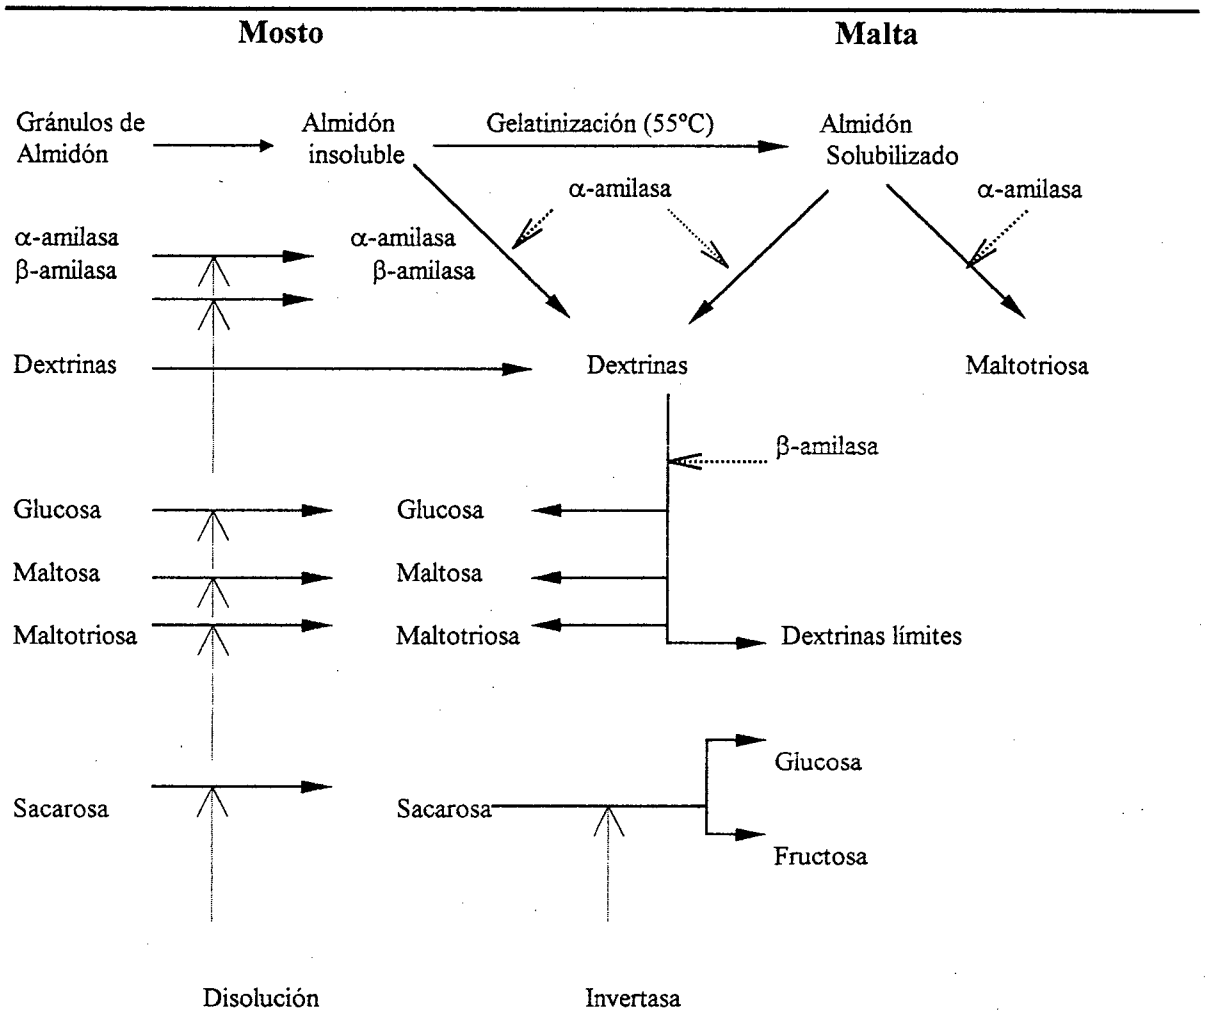 Mosto
Malta
Gránulos de
Almidón
Almidón
insoluble
Gelatinización (55°C)
Almidón
Solubilizado
α-amilasa
α-amilasa
α-amilasa
β-amilasa
α-amilasa
β-amilasa
Dextrinas
Dextrinas
Maltotriosa
β-amilasa
Glucosa
Glucosa
Maltosa
Maltosa
Maltotriosa
Maltotriosa
Dextrinas límites
Glucosa
Sacarosa
Sacarosa
Fructosa
Disolución
Invertasa